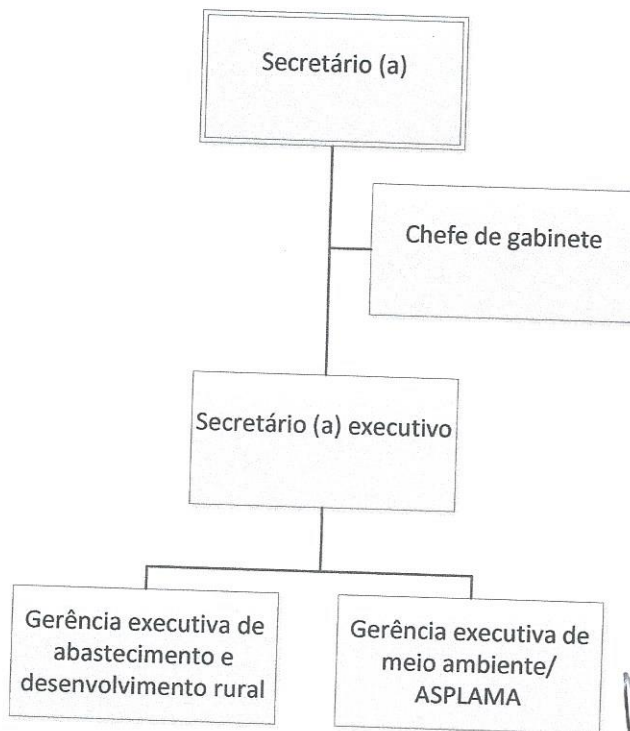 Secretário (a)
Chefe de gabinete
Secretário (a) executivo
Gerência executiva de
abastecimento e
desenvolvimento rural
Gerência executiva de
meio ambiente/
ASPLAMA